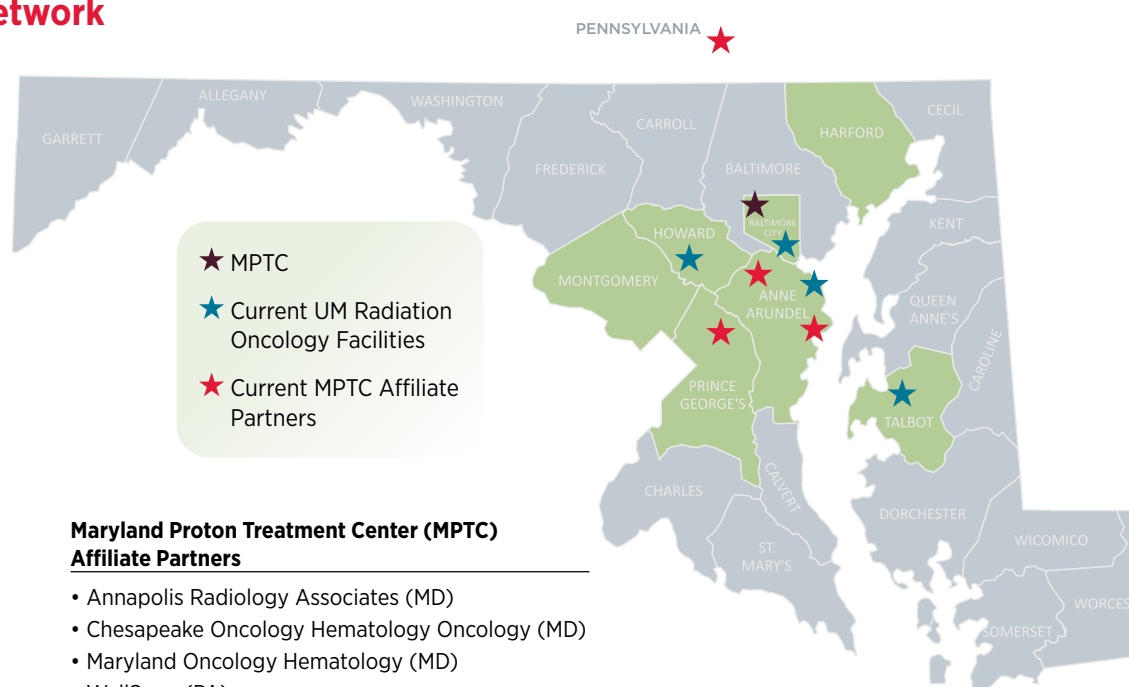 PENNSYLVANIA
ALLEGANY
WASHINGTON
GARRETT
CARROLL
CECIL
HARFORD
FREDERICK
BALTIMORE
BALTIMORE
CITY
KENT
HOWARD
MONTGOMERY
ANNE
ARUNDEL
QUEEN
ANNE'S
CAROLINE
PRINCE
GEORGE'S
TALBOT
CALVERT
CHARLES
DORCHESTER
ST.
MARY'S
WICOMICO
SOMERSET
MPTC
Current UM Radiation
Oncology Facilities
Current MPTC Affiliate
Partners
Maryland Proton Treatment Center (MPTC)
Affiliate Partners
• Annapolis Radiology Associates (MD)
• Chesapeake Oncology Hematology Oncology (MD)
• Maryland Oncology Hematology (MD)